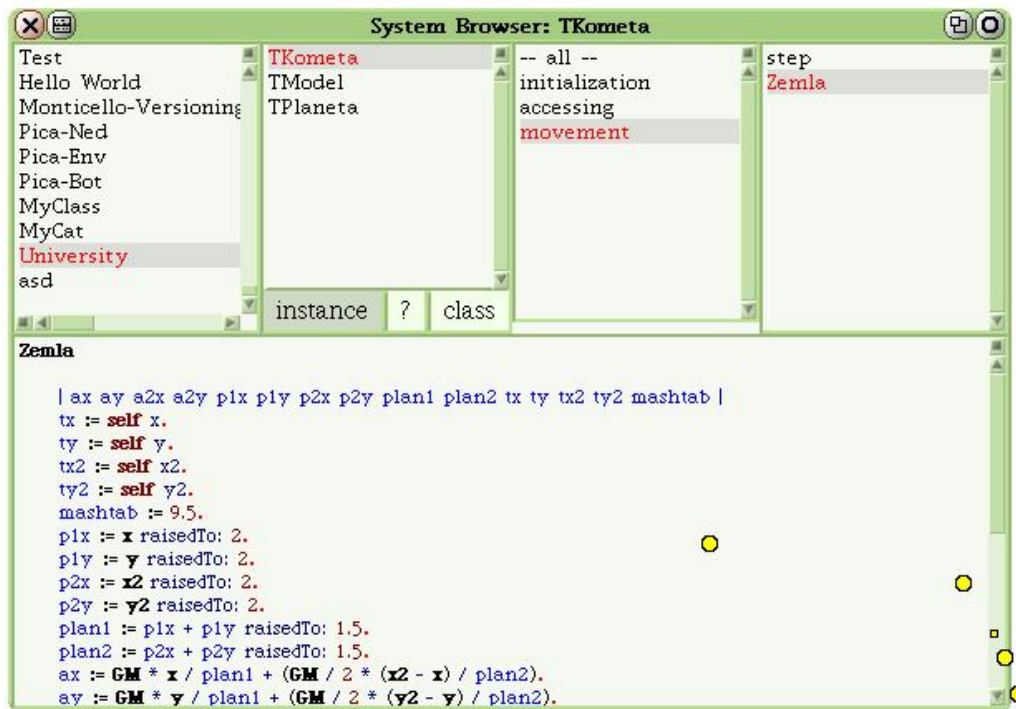 System Browser: TKometa
Test
Hello World
Monticello-Versioning
Pica-Ned
Pica-Env
Pica-Bot
MyClass
MyCat
University
asd
TKometa
TModel
TPlaneta
instance ? class
-- all --
initialization
accessing
movement
step
Zemla
Zemla
| ax ay a2x a2y p1x p1y p2x p2y plan1 plan2 tx ty tx2 ty2 mashtab |
tx := self x.
ty := self y.
tx2 := self x2.
ty2 := self y2.
mashtab := 9.5.
p1x := x raisedTo: 2.
p1y := y raisedTo: 2.
p2x := x2 raisedTo: 2.
p2y := y2 raisedTo: 2.
plan1 := p1x + p1y raisedTo: 1.5.
plan2 := p2x + p2y raisedTo: 1.5.
ax := GM * x / plan1 + (GM / 2 * (x2 - x) / plan2).
ay := GM * y / plan1 + (GM / 2 * (y2 - y) / plan2).